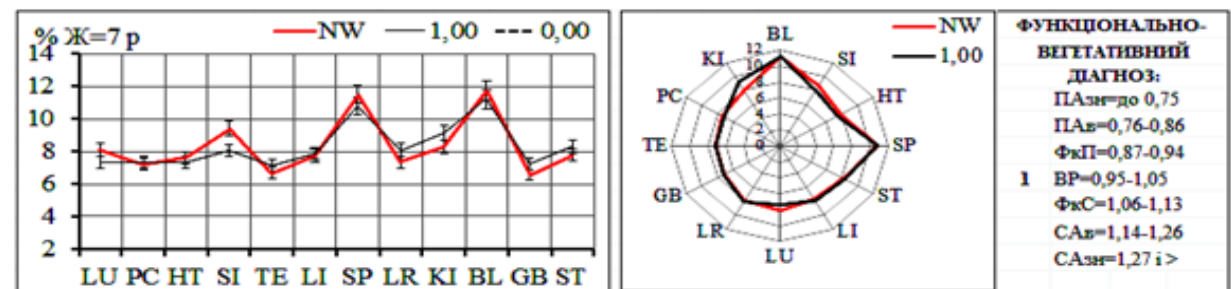 % Ж=7 р
NW
1,00
0,00
14
12
10
8
6
4
2
LU PC HT SI TE LI SP LR KI BL GB ST
NW
1,00
BL
SI
HT
SP
ST
LI
LU
LR
GB
TE
PC
KI
12
10
8
6
4
2
0
ФУНКЦІОНАЛЬНО-
ВЕГЕТАТИВНИЙ
ДІАГНОЗ:
ПАзн=до 0,75
ПАв=0,76-0,86
ФкП=0,87-0,94
1 ВР=0,95-1,05
ФкС=1,06-1,13
САв=1,14-1,26
САзн=1,27 і >